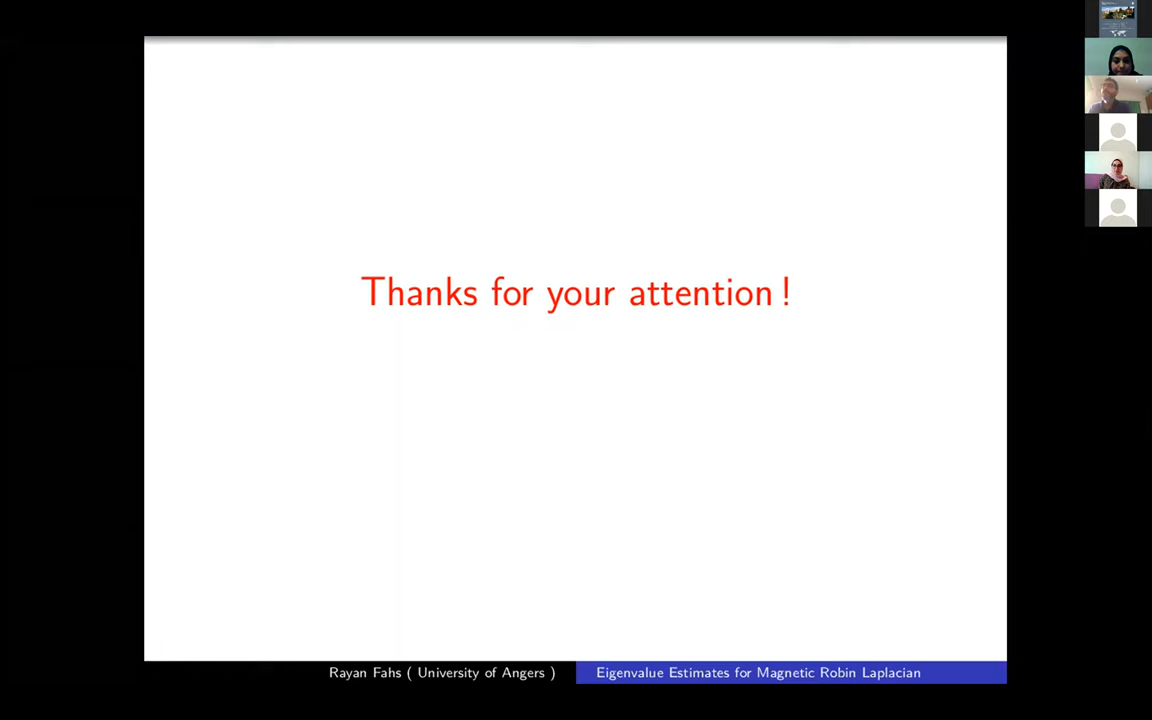 Thanks for your attention !
Rayan Fahs ( University of Angers )
Eigenvalue Estimates for Magnetic Robin Laplacian